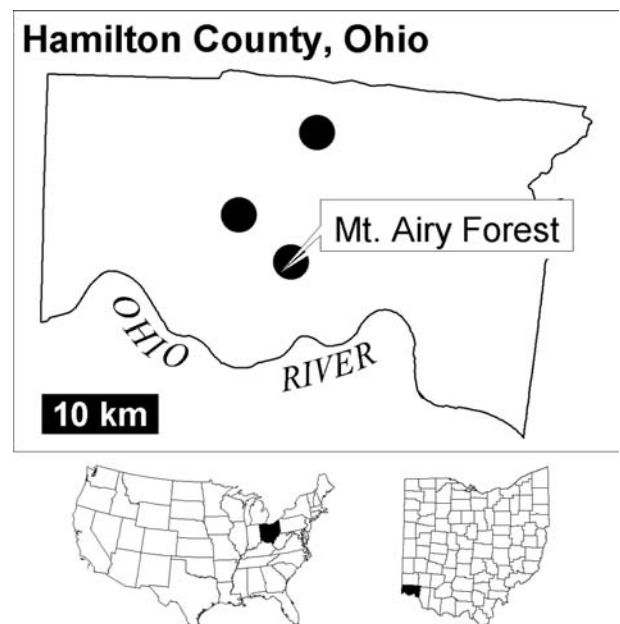 Hamilton County, Ohio
Mt. Airy Forest
OHIO
RIVER
10 km